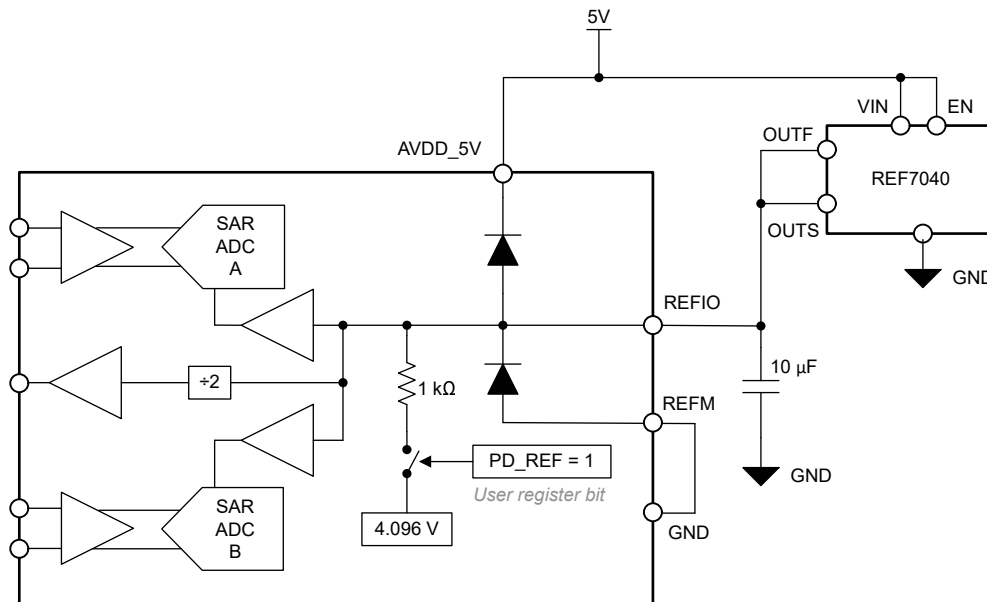 5V
VIN
EN
OUTF
AVDD_5V
REF7040
SAR
ADC
A
OUTS
GND
REFIO
÷2
1 kΩ
10 µF
REFM
PD_REF = 1
User register bit
GND
SAR
ADC
B
4.096 V
GND